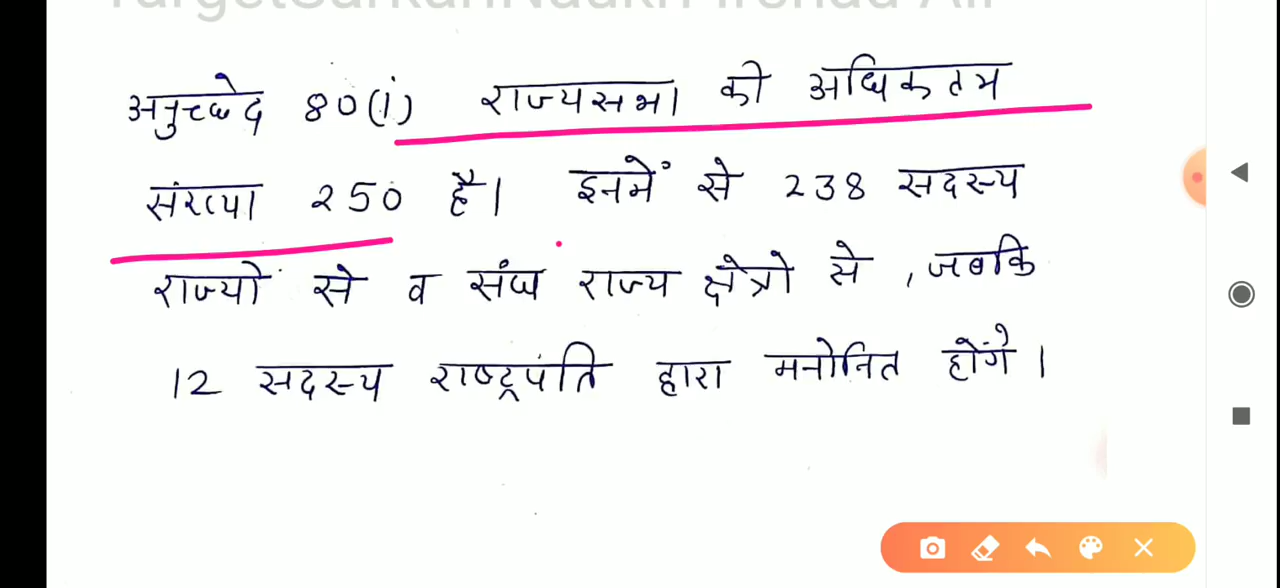 अनुच्छेद 80(i) राज्यसभा की अधिकतम
संख्या 250 है। इनमें से 238 सदस्य
राज्यों से व संघ राज्य क्षेत्रो से , जबकि
12 सदस्य राष्ट्रपति द्वारा मनोनित होंगे।